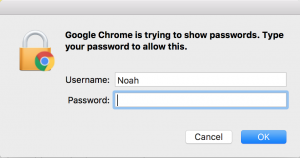 Google Chrome is trying to show passwords. Type
your password to allow this.
Username: Noah
Password:
Cancel OK